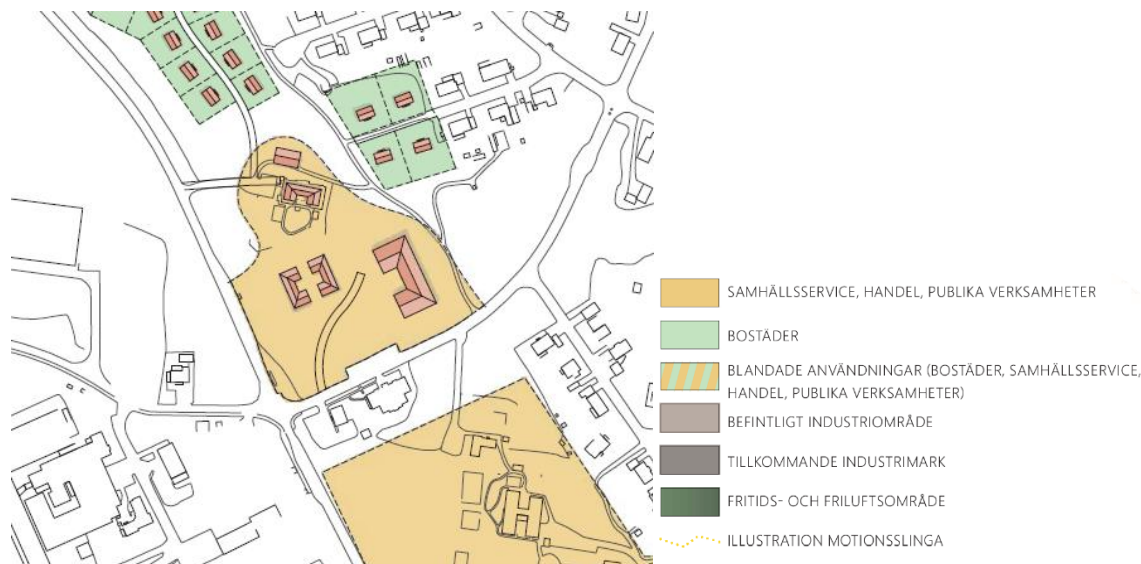 SAMHÄLLSSERVICE, HANDEL, PUBLIKA VERKSAMHETER
BOSTÄDER
BLANDADE ANVÄNDNINGAR (BOSTÄDER, SAMHÄLLSSERVICE,
HANDEL, PUBLIKA VERKSAMHETER)
BEFINTLIGT INDUSTRIOMRÅDE
TILLKOMMANDE INDUSTRIMARK
FRITIDS- OCH FRILUFTSOMRÅDE
ILLUSTRATION MOTIONSSLINGA